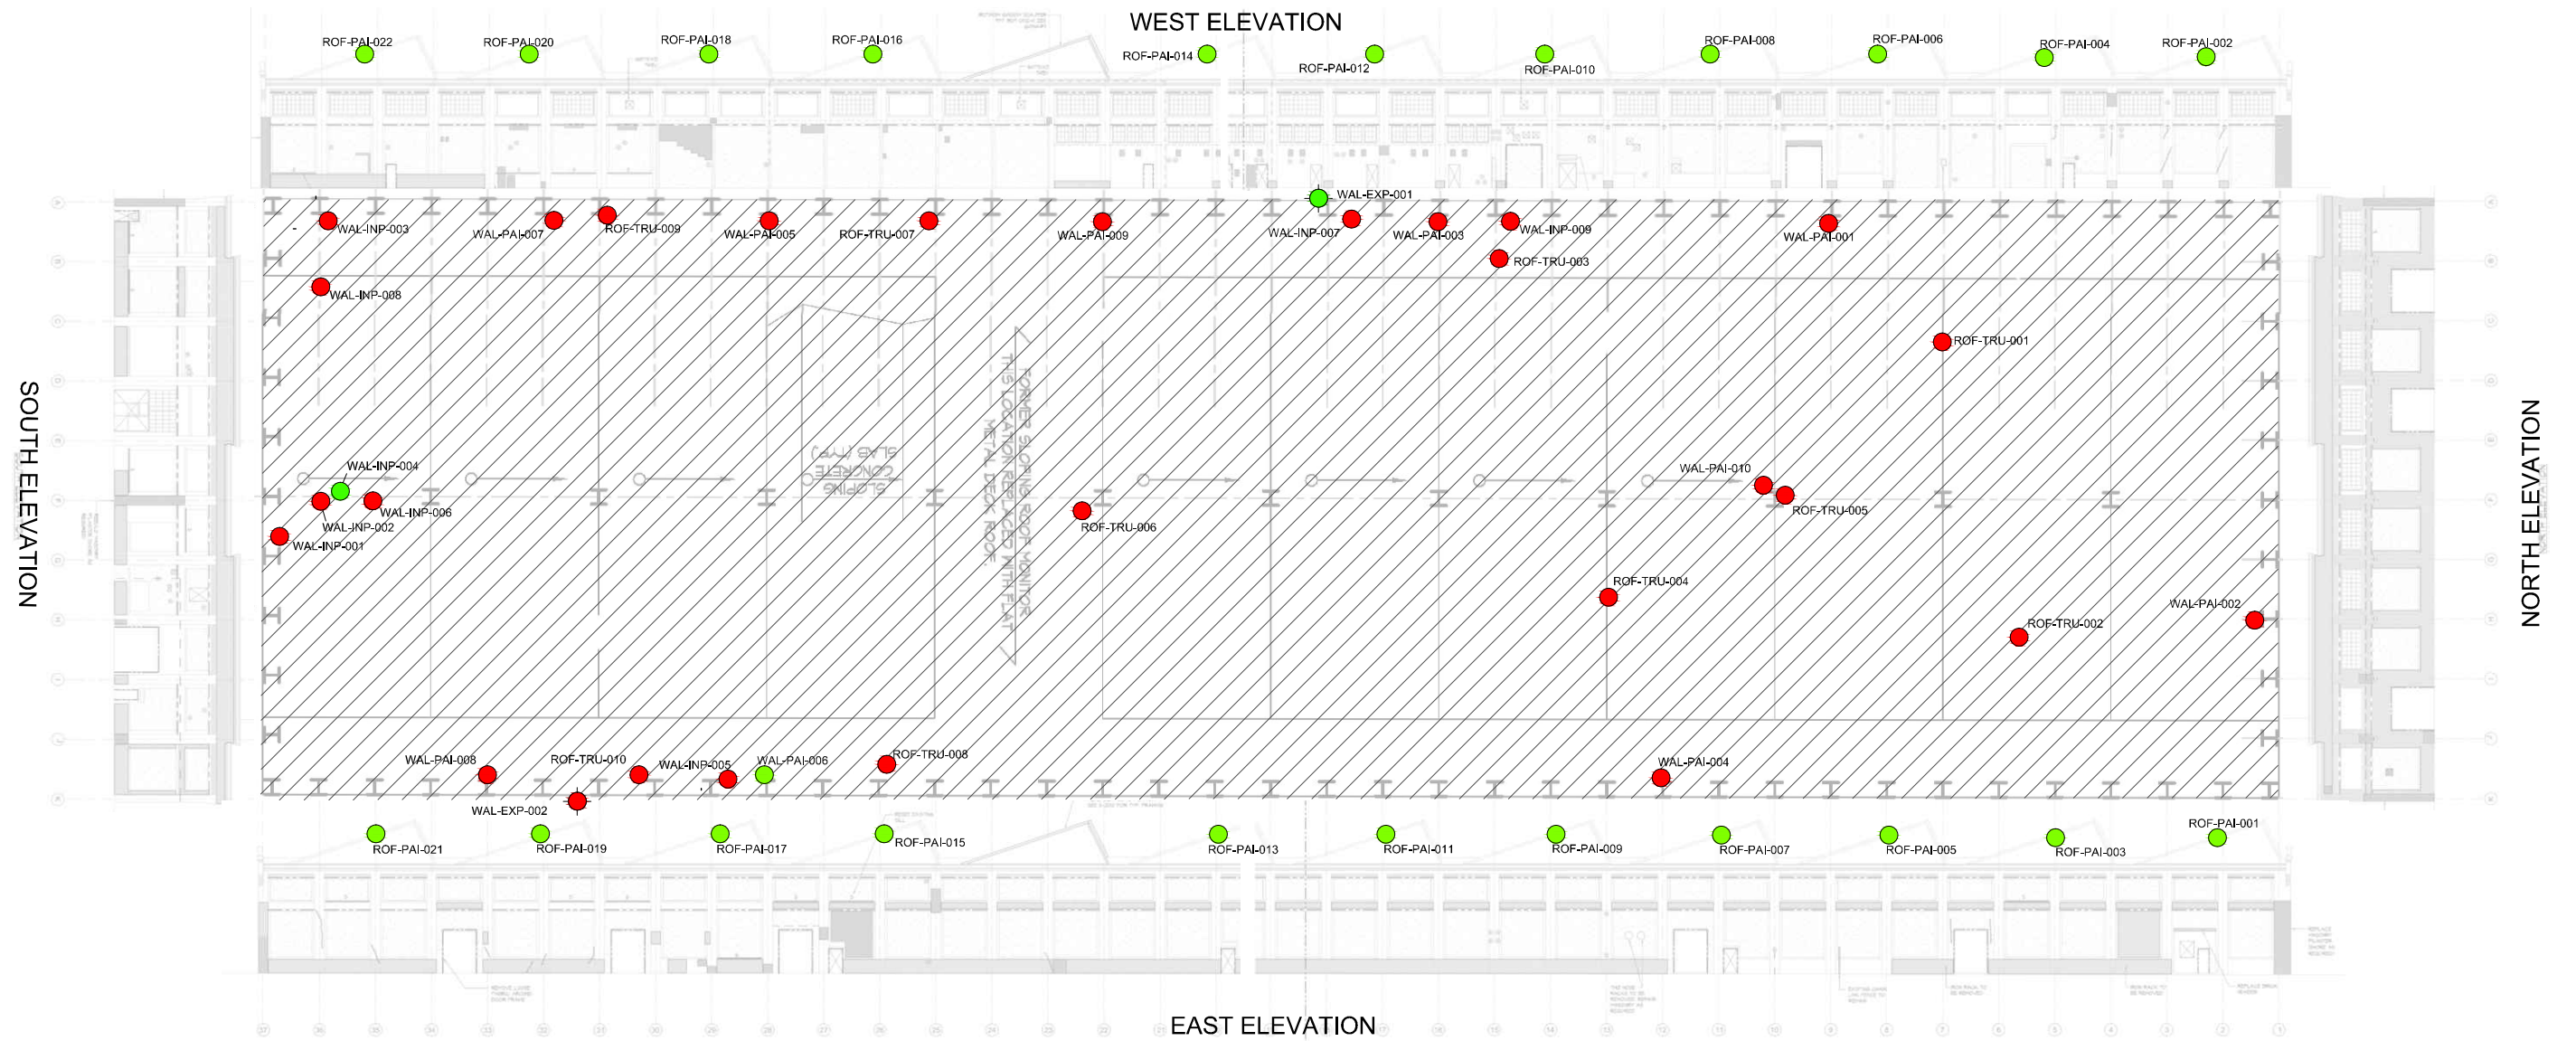 WEST ELEVATION
ROF-PAI-022
ROF-PAI-020
ROF-PAI-018
ROF-PAI-016
ROF-PAI-014
ROF-PAI-012
ROF-PAI-010
ROF-PAI-008
ROF-PAI-006
ROF-PAI-004
ROF-PAI-002
WAL-EXP-001
WAL-INP-003
WAL-PAI-007
ROF-TRU-009
WAL-PAI-005
ROF-TRU-007
WAL-PAI-009
WAL-INP-007
WAL-PAI-003
WAL-INP-009
WAL-PAI-001
ROF-TRU-003
WAL-INP-008
ROF-TRU-001
SOUTH ELEVATION
NORTH ELEVATION
FORMER SLOPING ROOF MONITOR
THIS LOCATION REPLACED WITH FLAT
METAL DECK ROOF.
SLOPING
CONCRETE
SLAB (TYP.)
WAL-INP-004
WAL-INP-006
WAL-INP-002
WAL-INP-001
WAL-PAI-010
ROF-TRU-005
ROF-TRU-006
ROF-TRU-004
WAL-PAI-002
ROF-TRU-002
WAL-PAI-008
ROF-TRU-010
WAL-INP-005
WAL-PAI-006
ROF-TRU-008
WAL-PAI-004
WAL-EXP-002
ROF-PAI-021
ROF-PAI-019
ROF-PAI-017
ROF-PAI-015
ROF-PAI-013
ROF-PAI-011
ROF-PAI-009
ROF-PAI-007
ROF-PAI-005
ROF-PAI-003
ROF-PAI-001
EAST ELEVATION